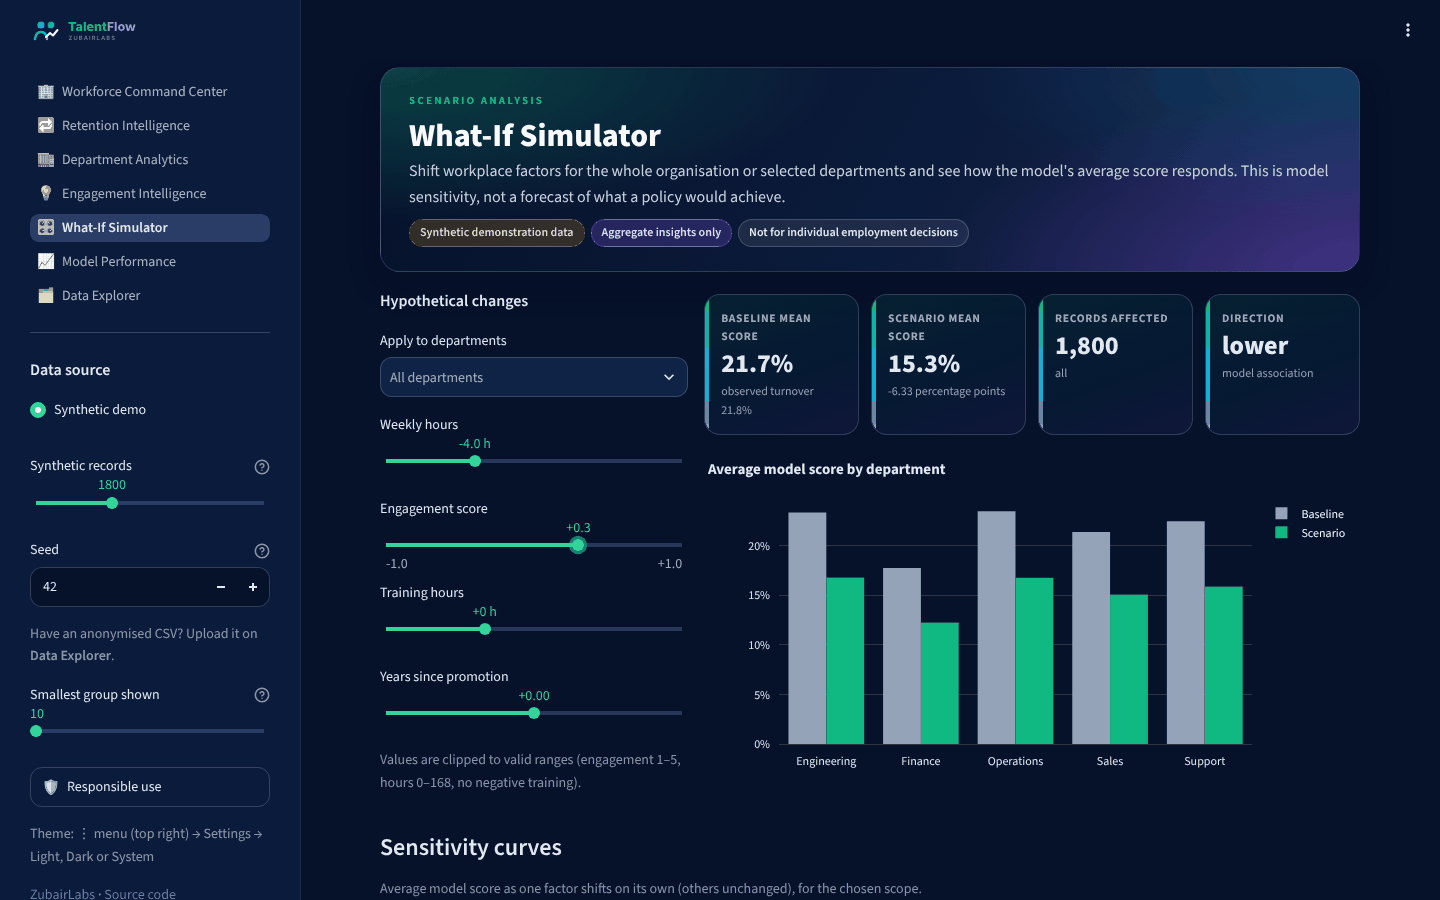 TalentFlow
ZUBAIRLABS
Workforce Command Center
Retention Intelligence
Department Analytics
Engagement Intelligence
What-If Simulator
Model Performance
Data Explorer
Data source
Synthetic demo
Synthetic records
1800
Seed
42
Have an anonymised CSV? Upload it on
Data Explorer.
Smallest group shown
10
Responsible use
Theme: ⋮ menu (top right) → Settings →
Light, Dark or System
ZubairLabs · Source code
SCENARIO ANALYSIS
What-If Simulator
Shift workplace factors for the whole organisation or selected departments and see how the model's average score responds. This is model
sensitivity, not a forecast of what a policy would achieve.
Synthetic demonstration data
Aggregate insights only
Not for individual employment decisions
Hypothetical changes
Apply to departments
All departments
Weekly hours
-4.0 h
Engagement score
+0.3
-1.0
+1.0
Training hours
+0 h
Years since promotion
+0.00
Values are clipped to valid ranges (engagement 1–5,
hours 0–168, no negative training).
BASELINE MEAN
SCORE
21.7%
observed turnover
21.8%
SCENARIO MEAN
SCORE
15.3%
-6.33 percentage points
RECORDS AFFECTED
1,800
all
DIRECTION
lower
model association
Average model score by department
Baseline
Scenario
20%
15%
10%
5%
0%
Engineering
Finance
Operations
Sales
Support
Sensitivity curves
Average model score as one factor shifts on its own (others unchanged), for the chosen scope.